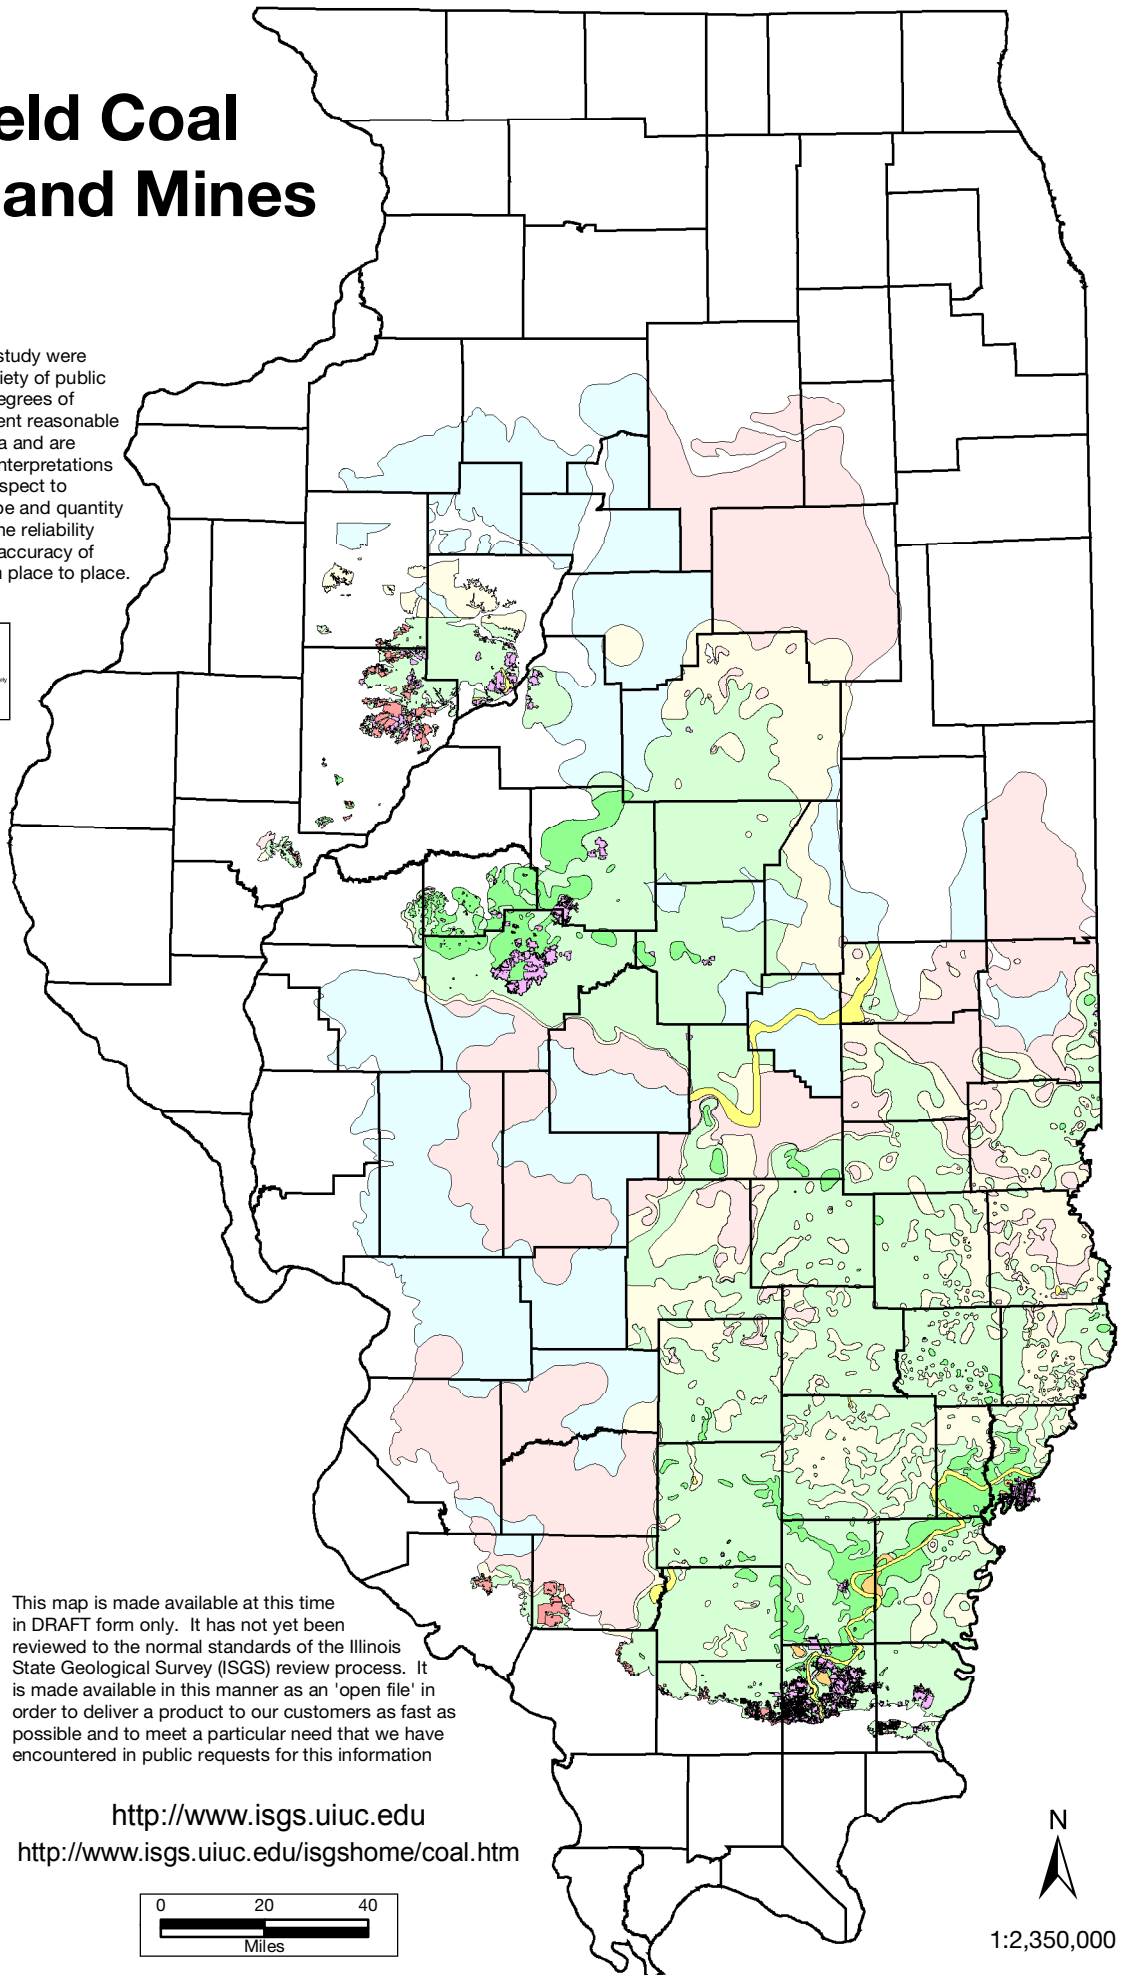 eld Coal
and Mines
study were
iety of public
egrees of
ent reasonable
a and are
nterpretations
spect to
pe and quantity
he reliability
accuracy of
n place to place.
This map is made available at this time
in DRAFT form only.  It has not yet been
reviewed to the normal standards of the Illinois
State Geological Survey (ISGS) review process.  It
is made available in this manner as an 'open file' in
order to deliver a product to our customers as fast as
possible and to meet a particular need that we have
encountered in public requests for this information
http://www.isgs.uiuc.edu
http://www.isgs.uiuc.edu/isgshome/coal.htm
0 20 40
Miles
N
1:2,350,000